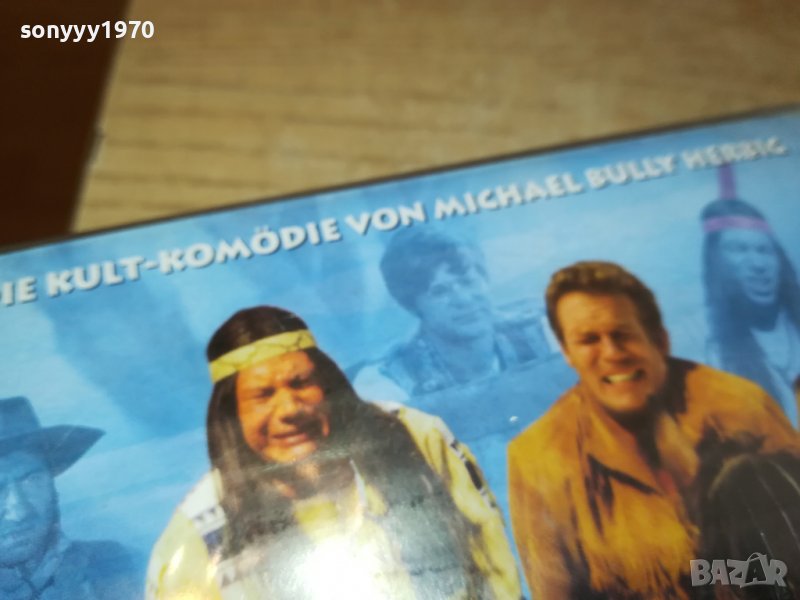 sonyyy1970
IE KULT-KOMÖDIE VON MICHAEL BULLY HERBIG
BAZAR